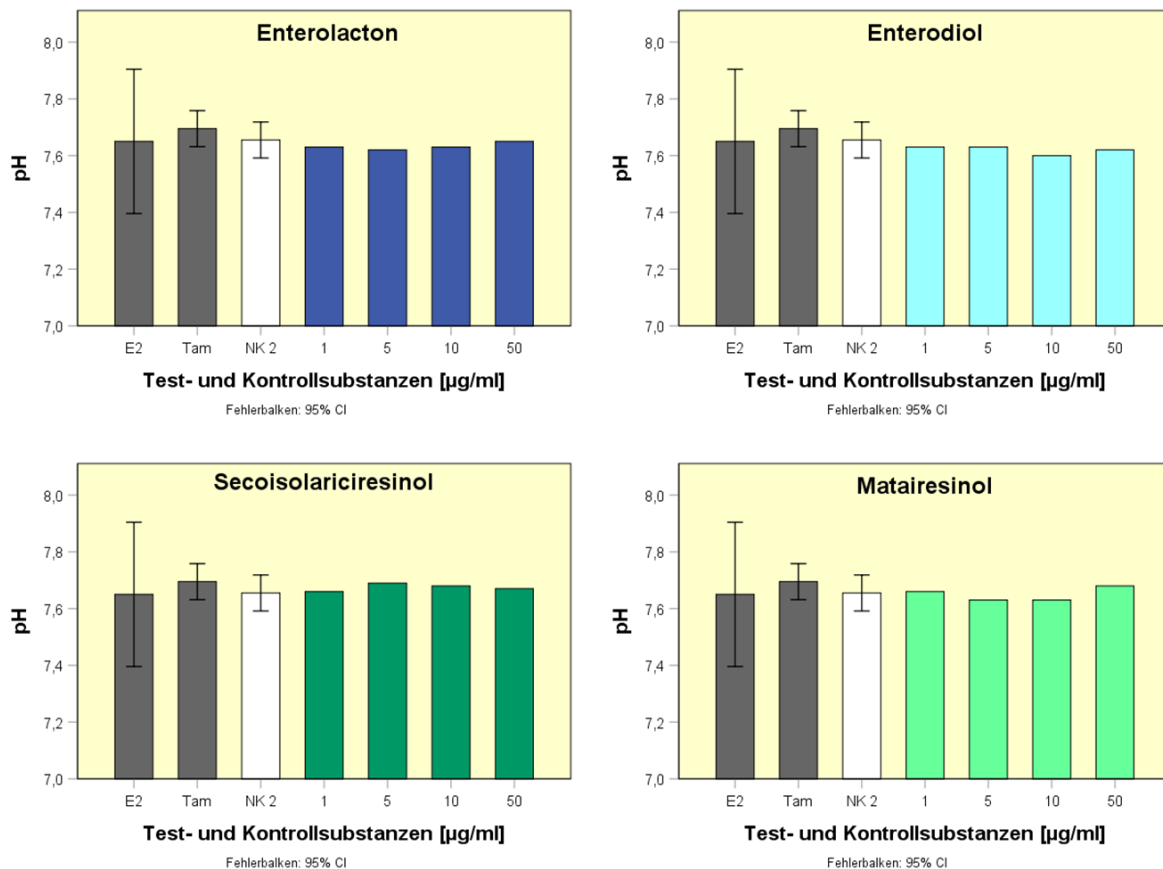 Enterolacton
8,0
7,8
7,6
7,4
7,2
7,0
pH
E2 Tam NK 2 1 5 10 50
Test- und Kontrollsubstanzen [µg/ml]
Fehlerbalken: 95% CI
Enterodiol
8,0
7,8
7,6
7,4
7,2
7,0
pH
E2 Tam NK 2 1 5 10 50
Test- und Kontrollsubstanzen [µg/ml]
Fehlerbalken: 95% CI
Secoisolariciresinol
8,0
7,8
7,6
7,4
7,2
7,0
pH
E2 Tam NK 2 1 5 10 50
Test- und Kontrollsubstanzen [µg/ml]
Fehlerbalken: 95% CI
Matairesinol
8,0
7,8
7,6
7,4
7,2
7,0
pH
E2 Tam NK 2 1 5 10 50
Test- und Kontrollsubstanzen [µg/ml]
Fehlerbalken: 95% CI